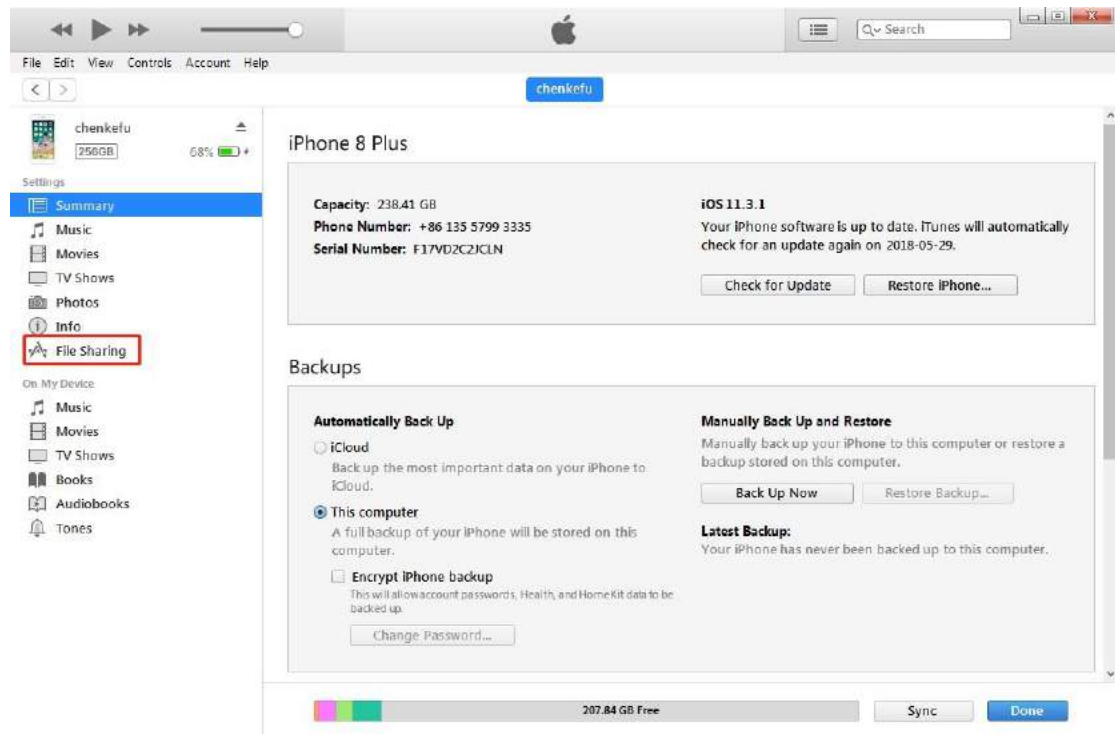 Search
File Edit View Controls Account Help
chenkefu
chenkefu
256GB 68%
Settings
Summary
Music
Movies
TV Shows
Photos
Info
File Sharing
On My Device
Music
Movies
TV Shows
Books
Audiobooks
Tones
iPhone 8 Plus
Capacity: 238.41 GB
Phone Number: +86 135 5799 3335
Serial Number: F17VD2C2JCLN
iOS 11.3.1
Your iPhone software is up to date. iTunes will automatically
check for an update again on 2018-05-29.
Check for Update Restore iPhone...
Backups
Automatically Back Up
iCloud
Back up the most important data on your iPhone to
iCloud.
This computer
A full backup of your iPhone will be stored on this
computer.
Encrypt iPhone backup
This will allow account passwords, Health, and HomeKit data to be
backed up.
Change Password...
Manually Back Up and Restore
Manually back up your iPhone to this computer or restore a
backup stored on this computer.
Back Up Now Restore Backup...
Latest Backup:
Your iPhone has never been backed up to this computer.
207.84 GB Free
Sync Done